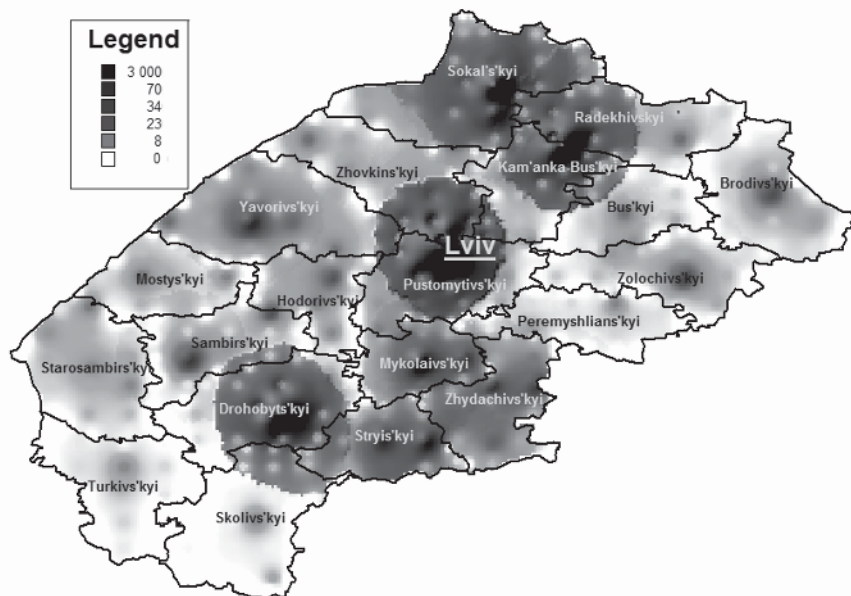 Legend
3 000
70
34
23
8
0
Sokal's'kyi
Radekhivskyi
Zhovkins'kyi
Kam'anka-Bus'kyi
Brodivs'kyi
Yavorivs'kyi
Bus'kyi
Lviv
Mostys'kyi
Pustomytivs'kyi
Zolochivs'kyi
Hodorivs'kyi
Peremyshlians'kyi
Sambirs'kyi
Starosambirs'kyi
Mykolaivs'kyi
Zhydachivs'kyi
Drohobyts'kyi
Stryis'kyi
Turkivs'kyi
Skolivs'kyi